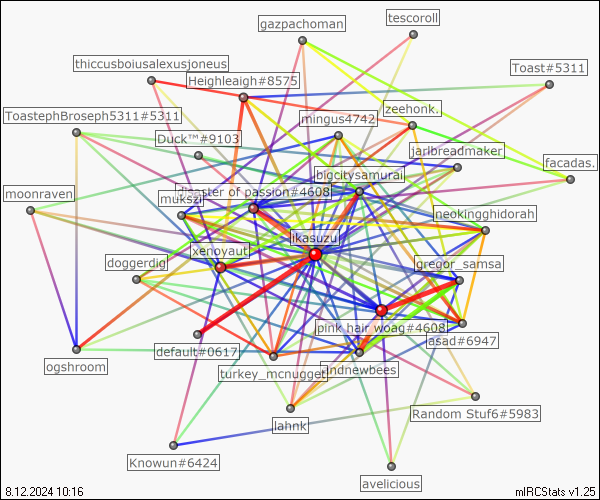 gazpachoman
tescoroll
thiccusboiusalexusjoneus
Heighleaigh#8575
Toast#5311
ToastephBroseph5311#5311
mingus4742
zeehonk.
Duck™#9103
jaribreadmaker
bigcitysamurai
facadas.
moonraven
mukszi
disaster of passion#4608
neokingghidorah
xenoyaut
ikasuzu
doggerdig
gregor_samsa
pink hair woag#4608
asad#6947
default#0617
ogshroom
turkey_mcnugget
lindnewbees
Random Stuf6#5983
lahnk
Knowun#6424
avelicious
8.12.2024 10:16
mIRCStats v1.25